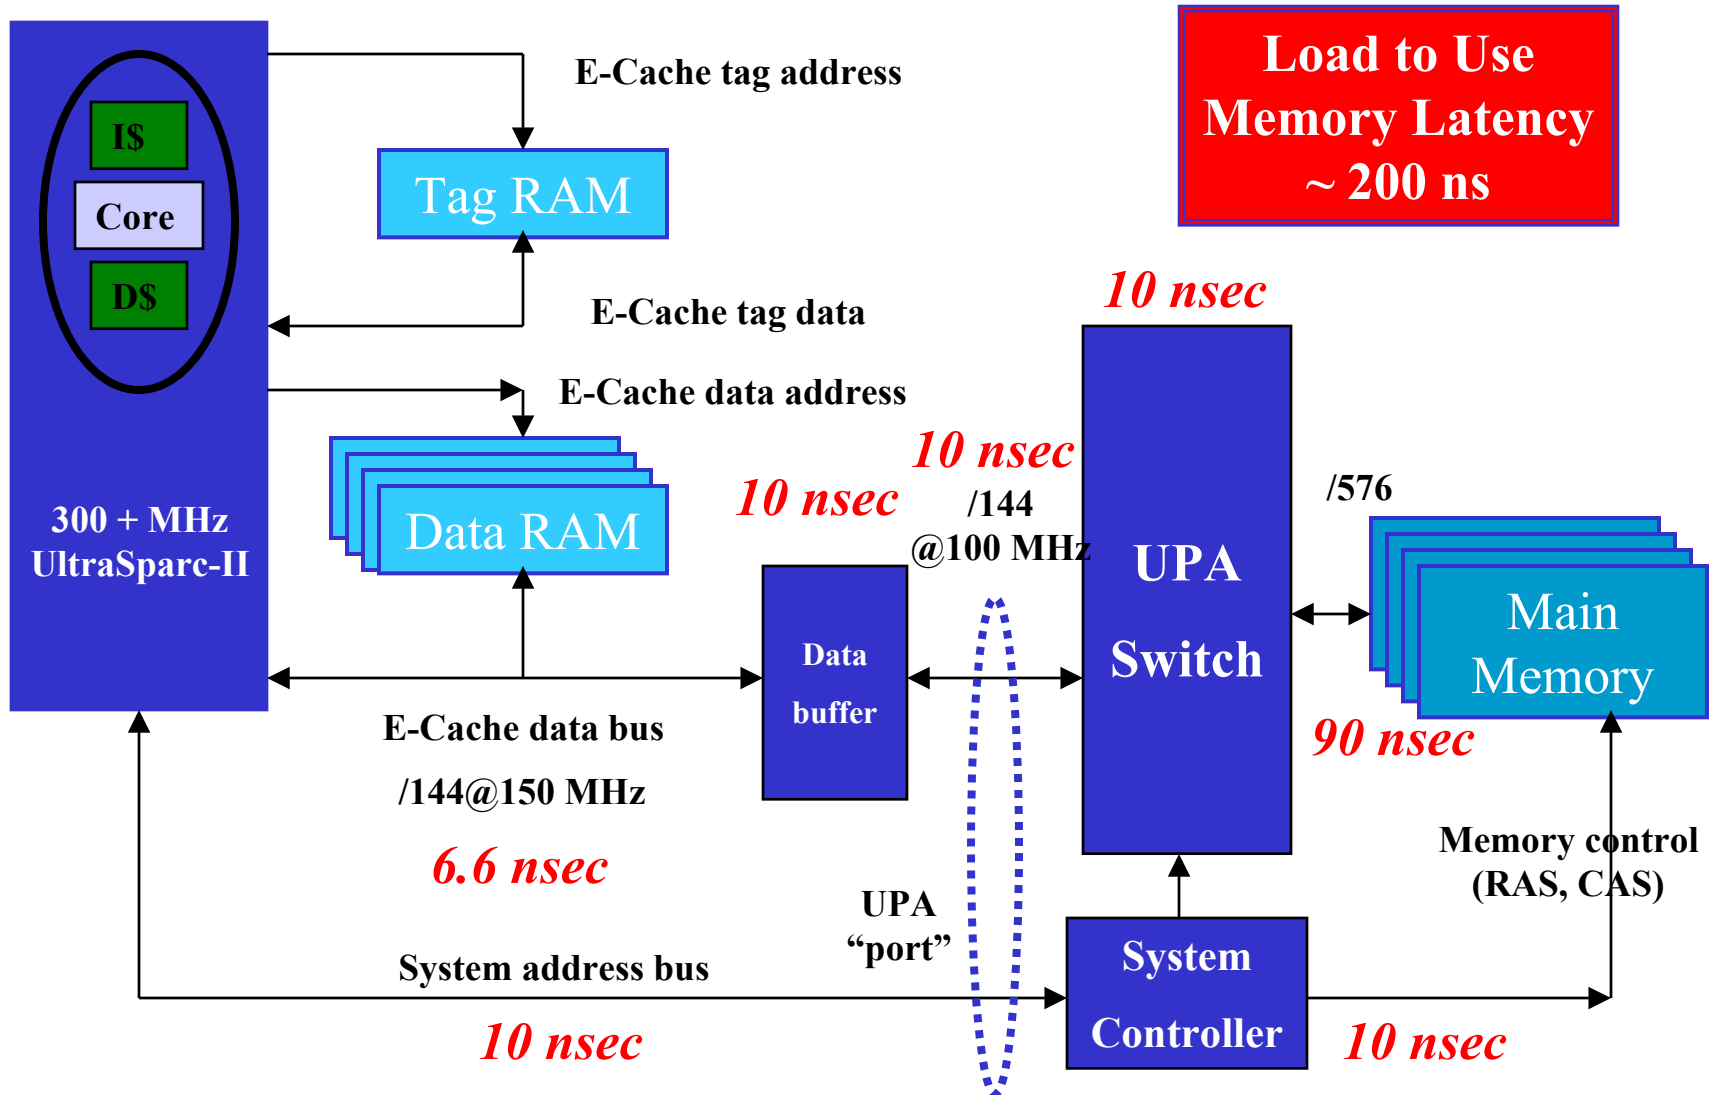 Load to Use
Memory Latency
~ 200 ns
E-Cache tag address
I$
Core
D$
Tag RAM
E-Cache tag data
10 nsec
E-Cache data address
10 nsec
10 nsec
/144
@100 MHz
/576
300 + MHz
UltraSparc-II
Data RAM
UPA
Switch
Main
Memory
Data
buffer
E-Cache data bus
/144@150 MHz
6.6 nsec
90 nsec
Memory control
(RAS, CAS)
UPA
“port”
System address bus
10 nsec
System
Controller
10 nsec